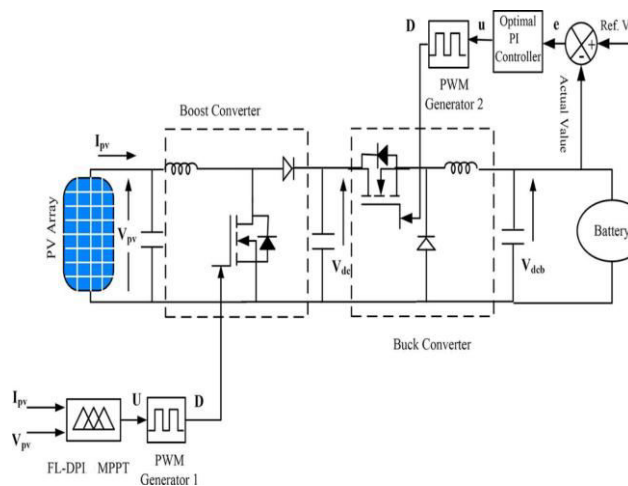 D
u
Optimal
PI
Controller
e
Ref. V
+
-
PWM
Generator 2
Actual Value
Boost Converter
Ipv
PV Array
Vpv
Vdc
Vdcb
Battery
Buck Converter
Ipv
Vpv
U
D
FL-DPI MPPT
PWM
Generator 1